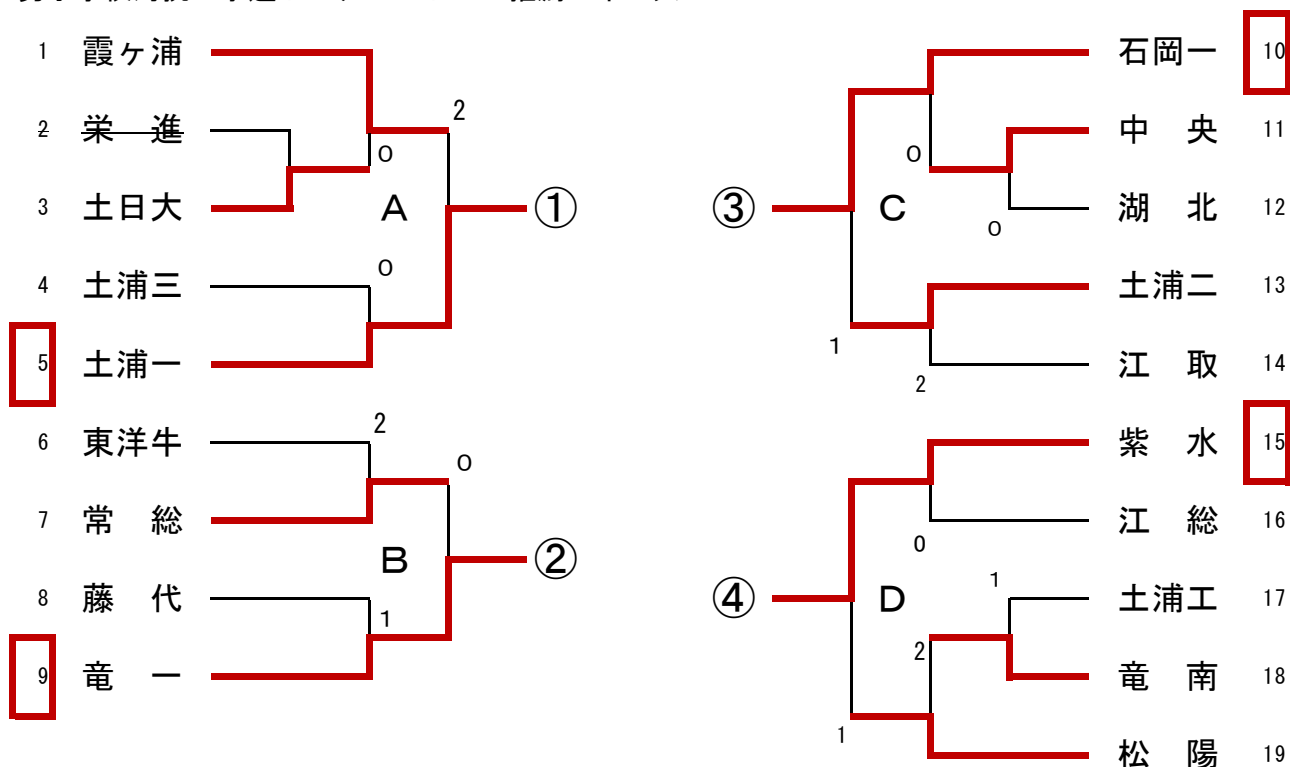 1 霞ヶ浦
2 栄 進
3 土日大
4 土浦三
5 土浦一
6 東洋牛
7 常 総
8 藤 代
9 竜 一
2
0
A
0
①
2
0
B
1
②
石岡一 10
中 央 11
湖 北 12
土浦二 13
江 取 14
紫 水 15
江 総 16
土浦工 17
竜 南 18
松 陽 19
0
③
C
0
1
2
0
1
④
D
2
1